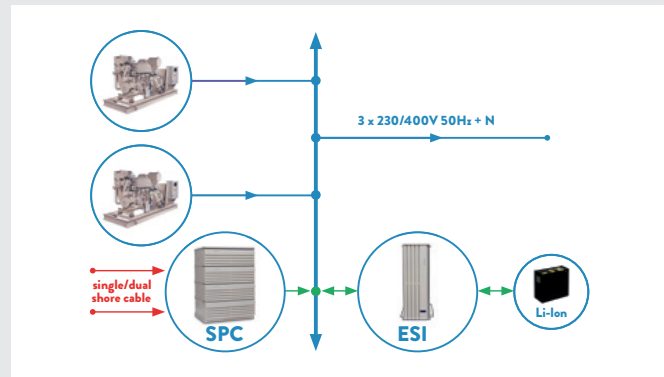 3 x 230/400V 50Hz + N
single/dual
shore cable
SPC
ESI
Li-Ion